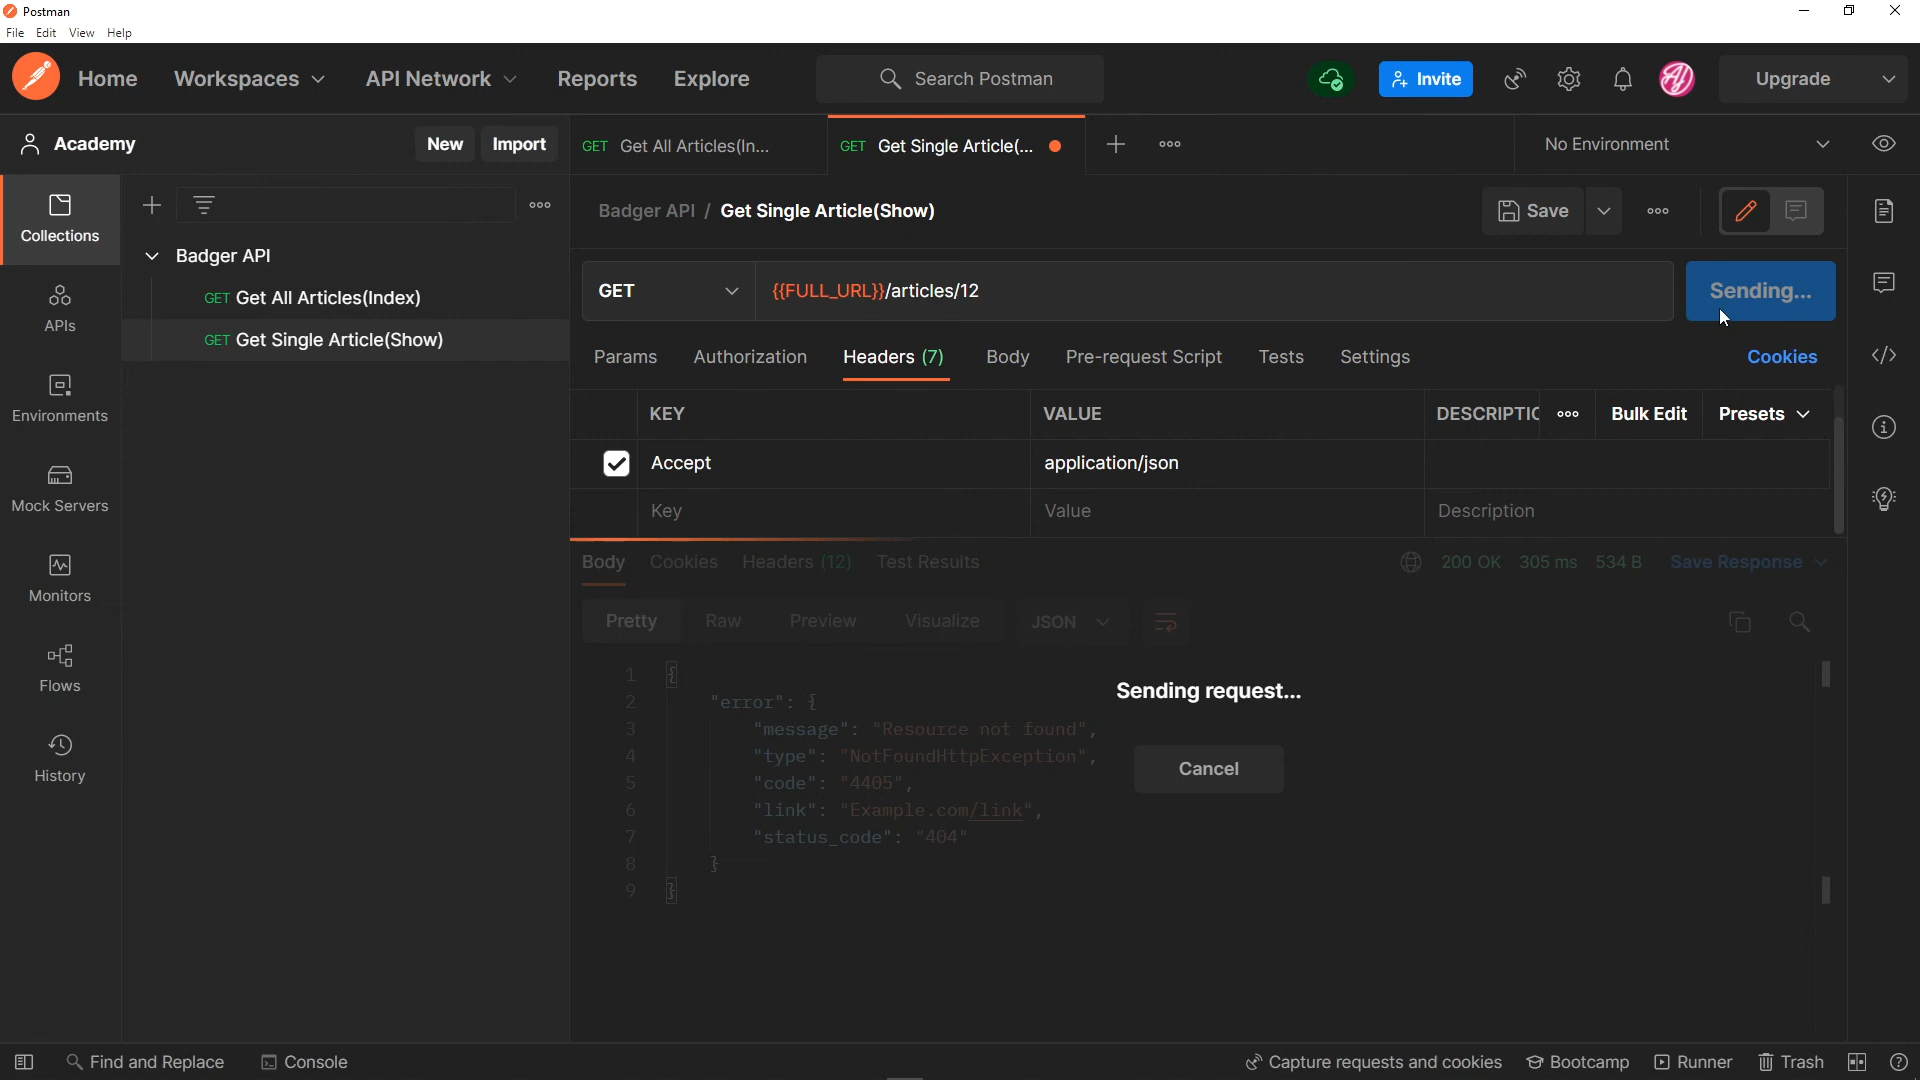 Postman
File Edit View Help
Home Workspaces API Network Reports Explore Search Postman Invite Upgrade
Academy New Import GET Get All Articles(In... GET Get Single Article(... No Environment
Collections
APIs
Environments
Mock Servers
Monitors
Flows
History
Badger API
GET Get All Articles(Index)
GET Get Single Article(Show)
Badger API / Get Single Article(Show) Save
GET {{FULL_URL}}/articles/12 Sending...
Params Authorization Headers (7) Body Pre-request Script Tests Settings Cookies
KEY VALUE DESCRIPTIO Bulk Edit Presets
Accept application/json
Key Value Description
Body Cookies Headers (12) Test Results 200 OK 305 ms 534 B Save Response
Pretty Raw Preview Visualize JSON
1 {
2 "error": {
3 "message": "Resource not found",
4 "type": "NotFoundHttpException",
5 "code": "4405",
6 "link": "Example.com/link",
7 "status_code": "404"
8 }
9 }
Sending request...
Cancel
Find and Replace Console Capture requests and cookies Bootcamp Runner Trash